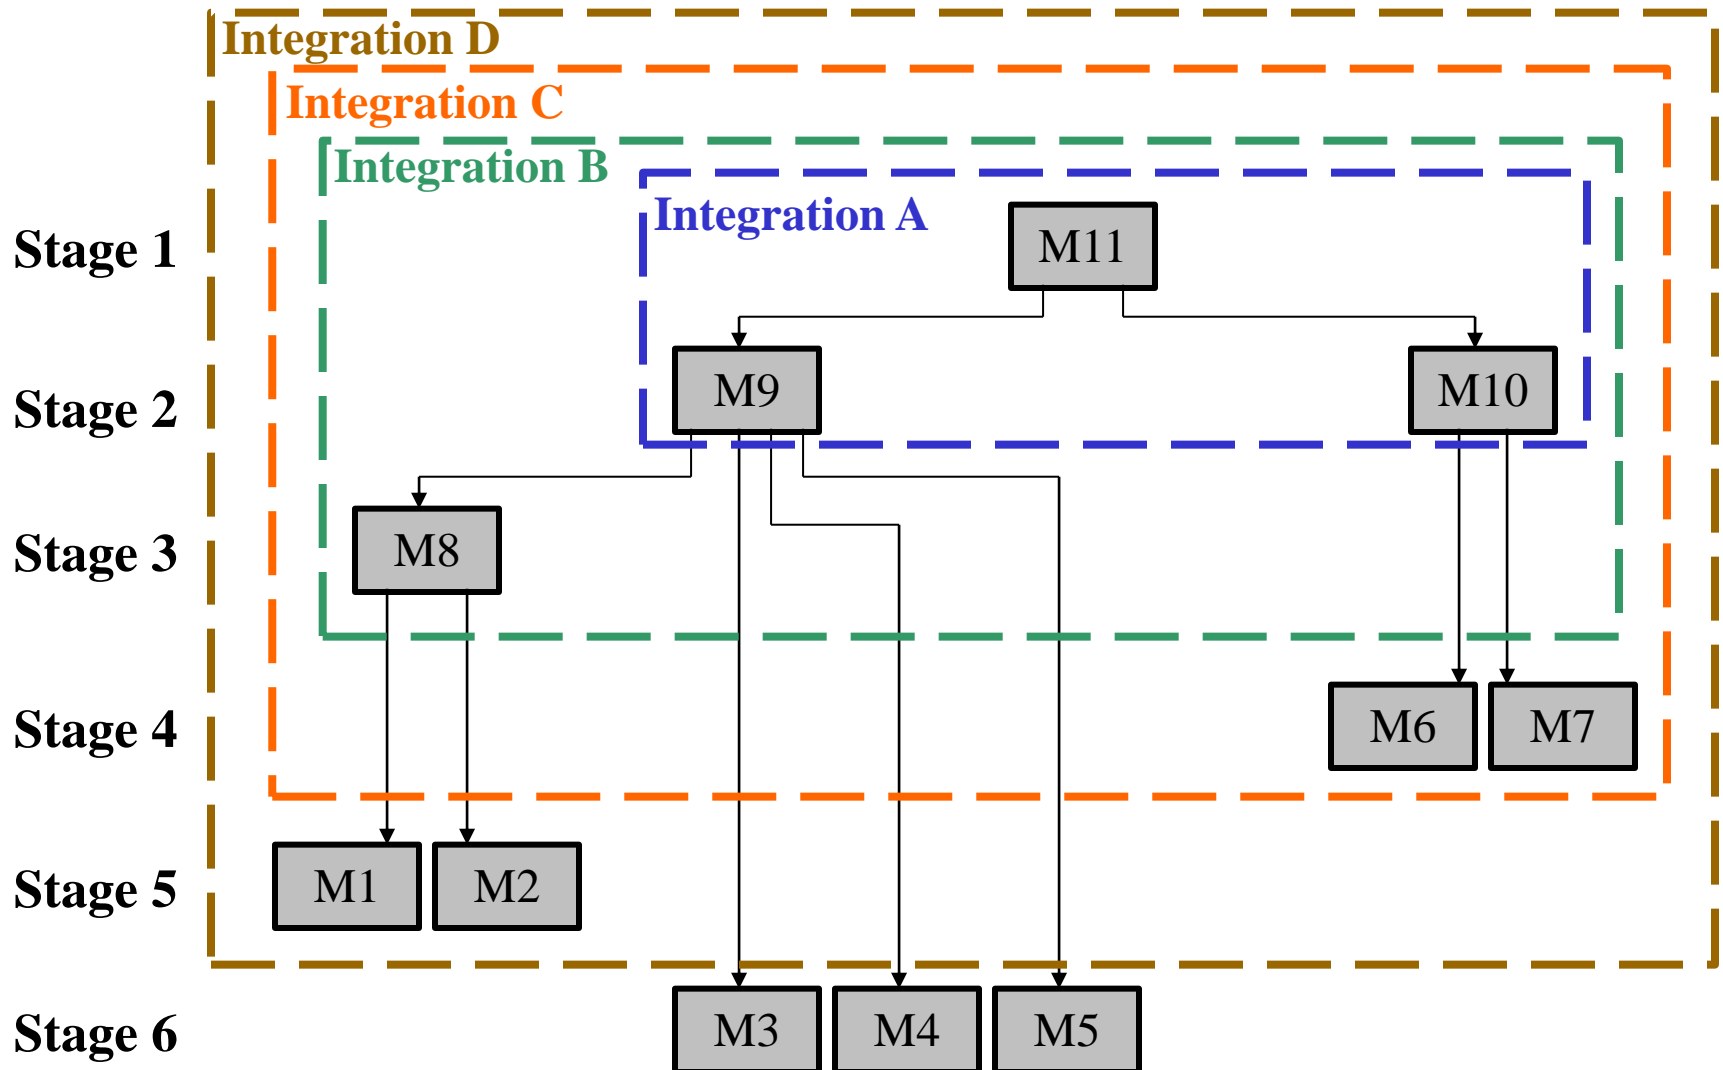 Integration D
Integration C
Integration B
Integration A
Stage 1
M11
Stage 2
M9
M10
Stage 3
M8
Stage 4
M6
M7
Stage 5
M1
M2
Stage 6
M3
M4
M5